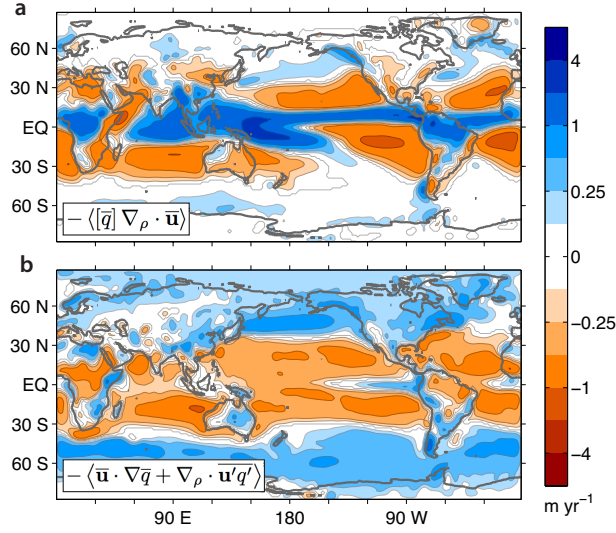 a
60 N
30 N
EQ
30 S
60 S
− ⟨[q̅] ∇ρ · u̅⟩
b
60 N
30 N
EQ
30 S
60 S
− ⟨u̅ · ∇q̅ + ∇ρ · u̅′q̅′⟩
90 E 180 90 W
4
1
0.25
0
−0.25
−1
−4
m yr⁻¹